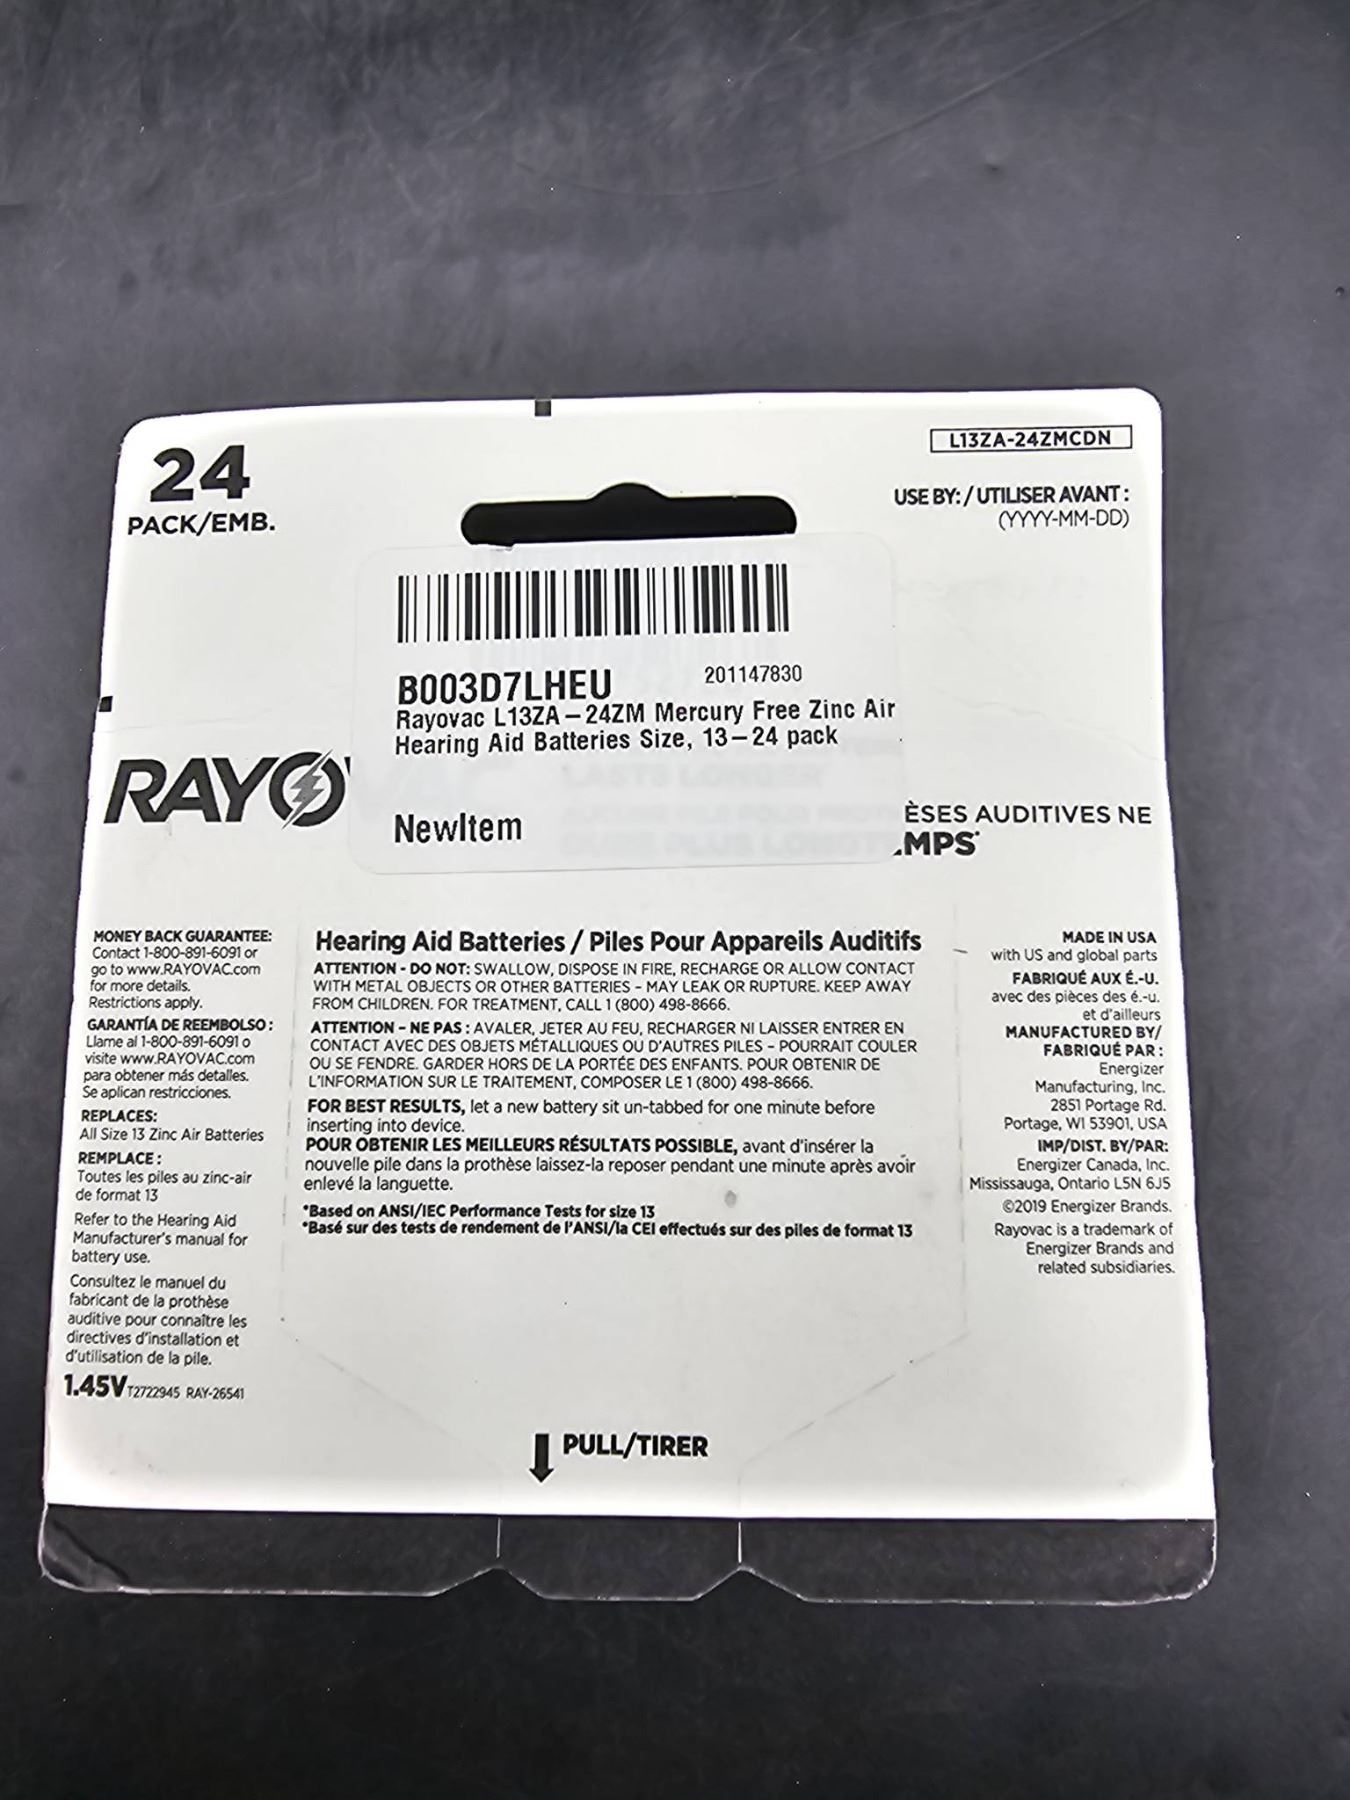 24
PACK/EMB.
L13ZA-24ZMCDN
USE BY: / UTILISER AVANT :
(YYYY-MM-DD)
B003D7LHEU 201147830
Rayovac L13ZA-24ZM Mercury Free Zinc Air
Hearing Aid Batteries Size, 13-24 pack
NewItem
RAYO
ÈSES AUDITIVES NE
MPS*
MONEY BACK GUARANTEE:
Contact 1-800-891-6091 or
go to www.RAYOVAC.com
for more details.
Restrictions apply.
GARANTÍA DE REEMBOLSO :
Llame al 1-800-891-6091 o
visite www.RAYOVAC.com
para obtener más detalles.
Se aplican restricciones.
REPLACES:
All Size 13 Zinc Air Batteries
REMPLACE :
Toutes les piles au zinc-air
de format 13
Refer to the Hearing Aid
Manufacturer's manual for
battery use.
Consultez le manuel du
fabricant de la prothèse
auditive pour connaître les
directives d'installation et
d'utilisation de la pile.
1.45V T2722945 RAY-26541
Hearing Aid Batteries / Piles Pour Appareils Auditifs
ATTENTION - DO NOT: SWALLOW, DISPOSE IN FIRE, RECHARGE OR ALLOW CONTACT
WITH METAL OBJECTS OR OTHER BATTERIES - MAY LEAK OR RUPTURE. KEEP AWAY
FROM CHILDREN. FOR TREATMENT, CALL 1 (800) 498-8666.
ATTENTION - NE PAS : AVALER, JETER AU FEU, RECHARGER NI LAISSER ENTRER EN
CONTACT AVEC DES OBJETS MÉTALLIQUES OU D'AUTRES PILES - POURRAIT COULER
OU SE FENDRE. GARDER HORS DE LA PORTÉE DES ENFANTS. POUR OBTENIR DE
L'INFORMATION SUR LE TRAITEMENT, COMPOSER LE 1 (800) 498-8666.
FOR BEST RESULTS, let a new battery sit un-tabbed for one minute before
inserting into device.
POUR OBTENIR LES MEILLEURS RÉSULTATS POSSIBLE, avant d'insérer la
nouvelle pile dans la prothèse laissez-la reposer pendant une minute après avoir
enlevé la languette.
*Based on ANSI/IEC Performance Tests for size 13
*Basé sur des tests de rendement de l'ANSI/la CEI effectués sur des piles de format 13
MADE IN USA
with US and global parts
FABRIQUÉ AUX É.-U.
avec des pièces des é.-u.
et d'ailleurs
MANUFACTURED BY/
FABRIQUÉ PAR :
Energizer
Manufacturing, Inc.
2851 Portage Rd.
Portage, WI 53901, USA
IMP/DIST. BY/PAR:
Energizer Canada, Inc.
Mississauga, Ontario L5N 6J5
©2019 Energizer Brands.
Rayovac is a trademark of
Energizer Brands and
related subsidiaries.
PULL/TIRER